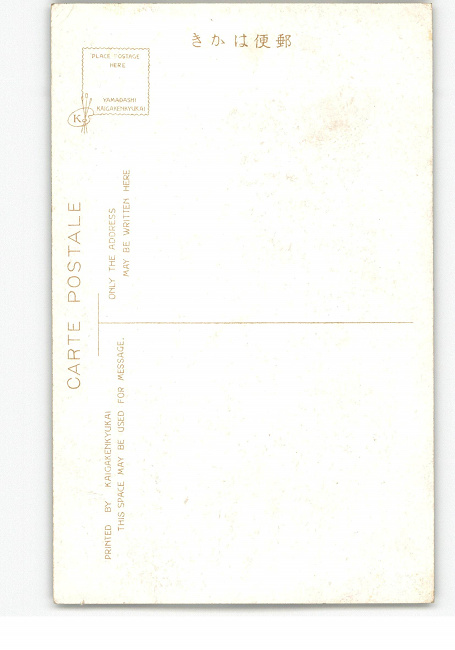 きかは便郵
PLACE POSTAGE
HERE
YAMADASHI
KAIGAKENKYUKAI
K
CARTE POSTALE
ONLY THE ADDRESS
MAY BE WRITTEN HERE
PRINTED BY KAIGAKENKYUKAI
THIS SPACE MAY BE USED FOR MESSAGE.